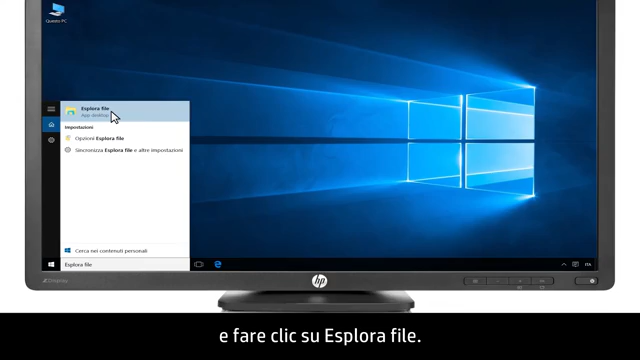 Questo PC
Esplora file
App desktop
Impostazioni
Opzioni Esplora file
Sincronizza Esplora file e altre impostazioni
Cerca nei contenuti personali
Esplora file
ITA
hp
e fare clic su Esplora file.